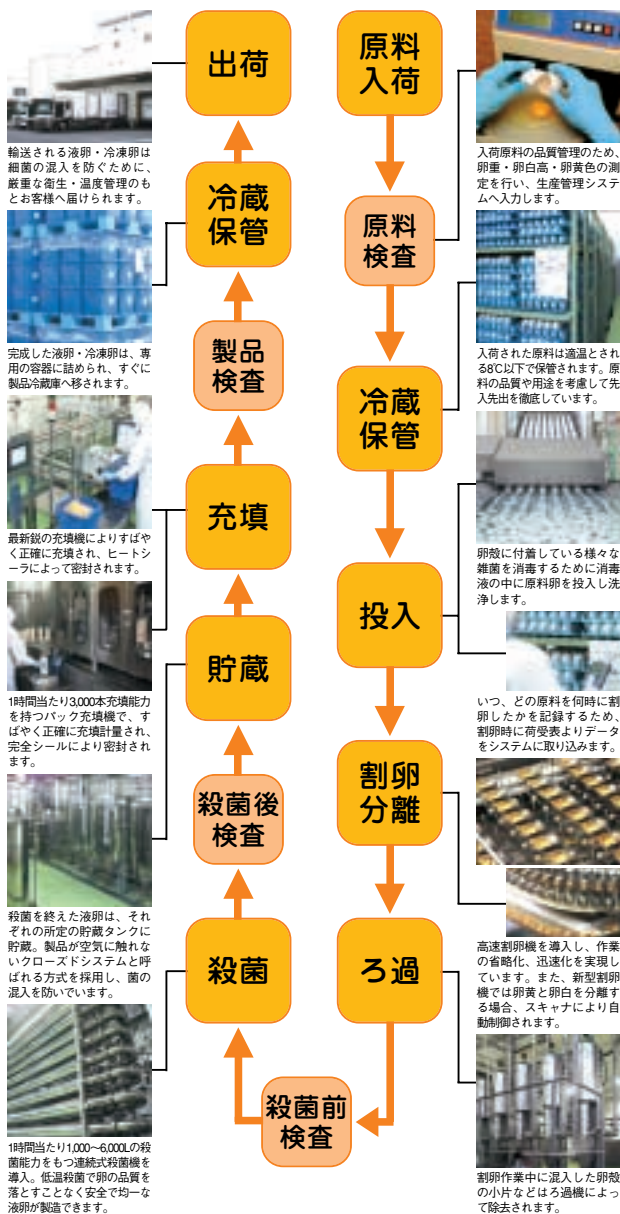 原料
入荷
入荷原料の品質管理のため、
卵重・卵白高・卵黄色の測
定を行い、生産管理システ
ムへ入力します。
原料
検査
冷蔵
保管
入荷された原料は適温とされ
る8℃以下で保管されます。原
料の品質や用途を考慮して先
入先出を徹底しています。
投入
卵殻に付着している様々な
雑菌を消毒するために消毒
液の中に原料卵を投入し洗
浄します。
いつ、どの原料を何時に割
卵したかを記録するため、
割卵時に荷受表よりデータ
をシステムに取り込みます。
割卵
分離
高速割卵機を導入し、作業
の省略化、迅速化を実現し
ています。また、新型割卵
機では卵黄と卵白を分離す
る場合、スキャナにより自
動制御されます。
ろ過
割卵作業中に混入した卵殻
の小片などはろ過機によっ
て除去されます。
殺菌前
検査
殺菌
1時間当たり1,000〜6,000Lの殺
菌能力をもつ連続式殺菌機を
導入。低温殺菌で卵の品質を
落とすことなく安全で均一な
液卵が製造できます。
殺菌後
検査
貯蔵
殺菌を終えた液卵は、それ
ぞれの所定の貯蔵タンクに
貯蔵。製品が空気に触れな
いクローズドシステムと呼
ばれる方式を採用し、菌の
混入を防いでいます。
充填
最新鋭の充填機によりすばや
く正確に充填され、ヒートシ
ーラによって密封されます。
1時間当たり3,000本充填能力
を持つパック充填機で、す
ばやく正確に充填計量され、
完全シールにより密封され
ます。
製品
検査
冷蔵
保管
完成した液卵・冷凍卵は、専
用の容器に詰められ、すぐに
製品冷蔵庫へ移されます。
出荷
輸送される液卵・冷凍卵は
細菌の混入を防ぐために、
厳重な衛生・温度管理のも
とお客様へ届けられます。